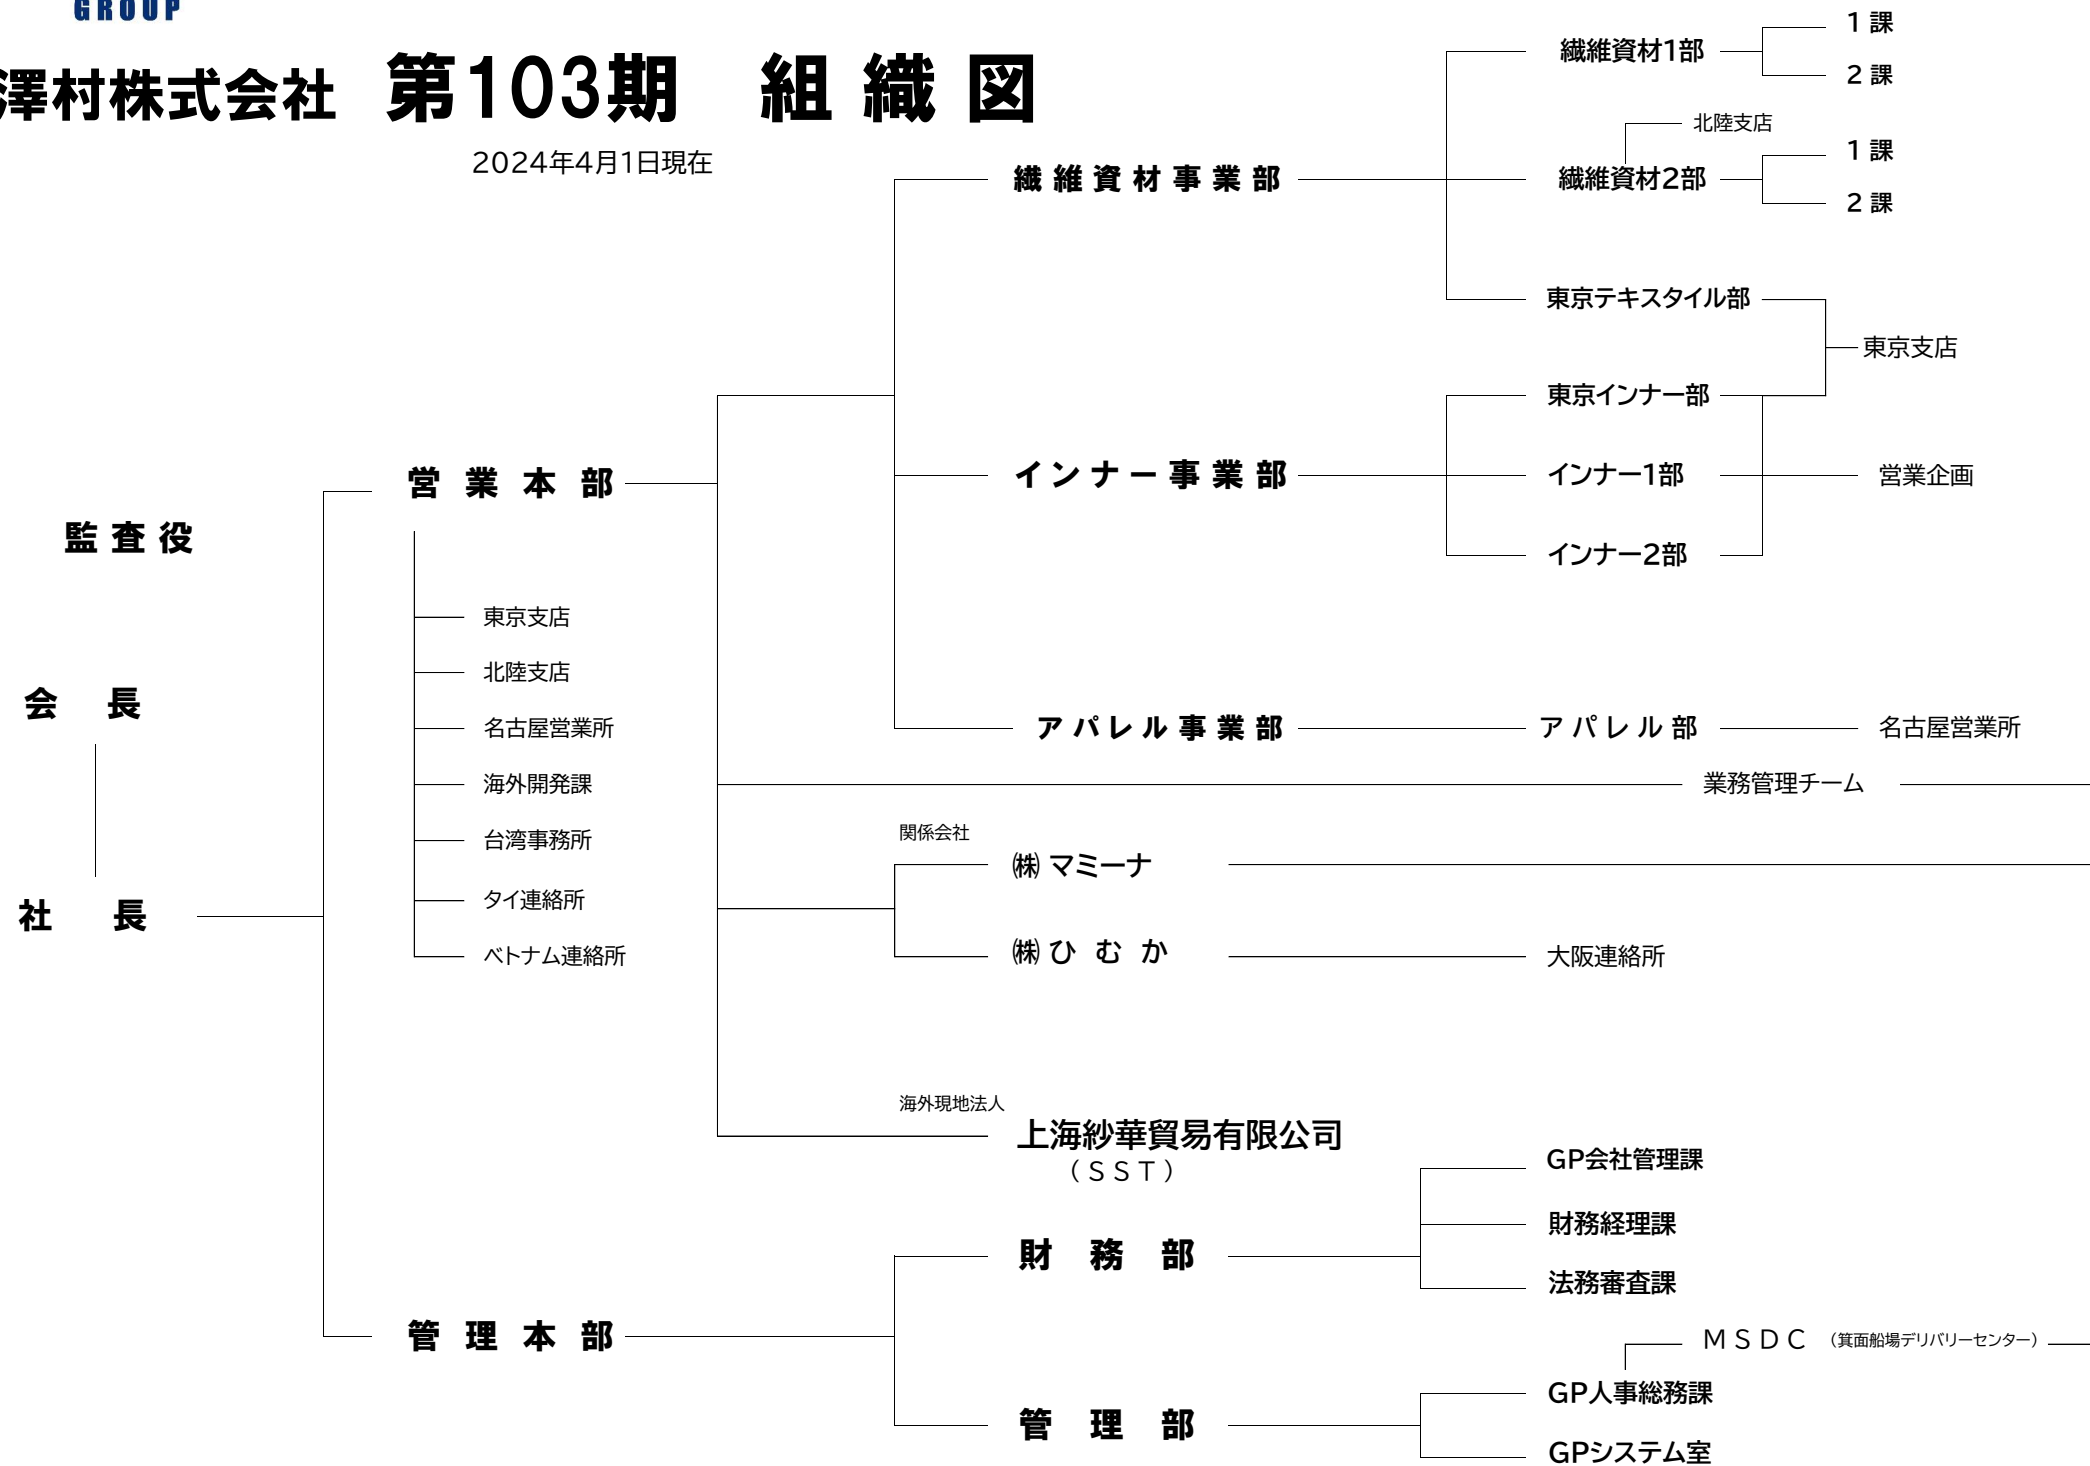 GROUP
澤村株式会社 第103期 組織図
2024年4月1日現在
繊維資材1部
1課
2課
北陸支店
繊維資材事業部
繊維資材2部
1課
2課
東京テキスタイル部
東京支店
東京インナー部
営業本部
インナー事業部
インナー1部
営業企画
監査役
インナー2部
東京支店
北陸支店
会長
名古屋営業所
アパレル事業部
アパレル部
名古屋営業所
海外開発課
業務管理チーム
台湾事務所
関係会社
㈱マミーナ
タイ連絡所
社長
ベトナム連絡所
㈱ひむか
大阪連絡所
海外現地法人
上海紗華貿易有限公司
(SST)
GP会社管理課
財務経理課
財務部
法務審査課
管理本部
MSDC (箕面船場デリバリーセンター)
GP人事総務課
管理部
GPシステム室